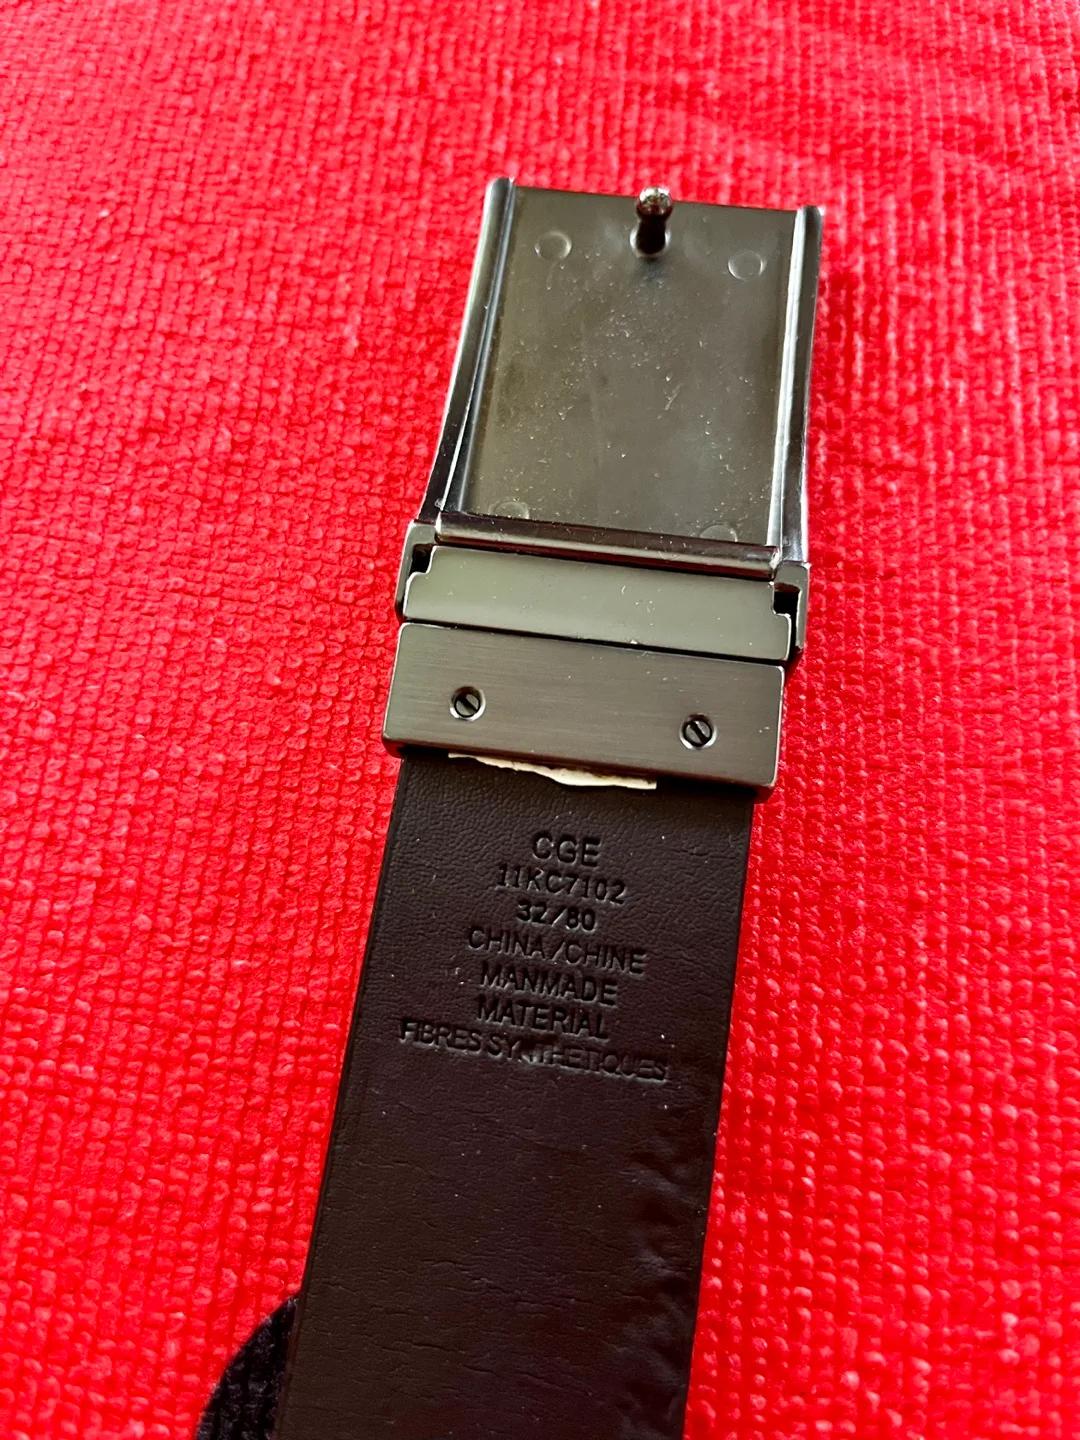 CGE
11KC7102
32/80
CHINA/CHINE
MANMADE
MATERIAL
FIBRES SYNTHETIQUES